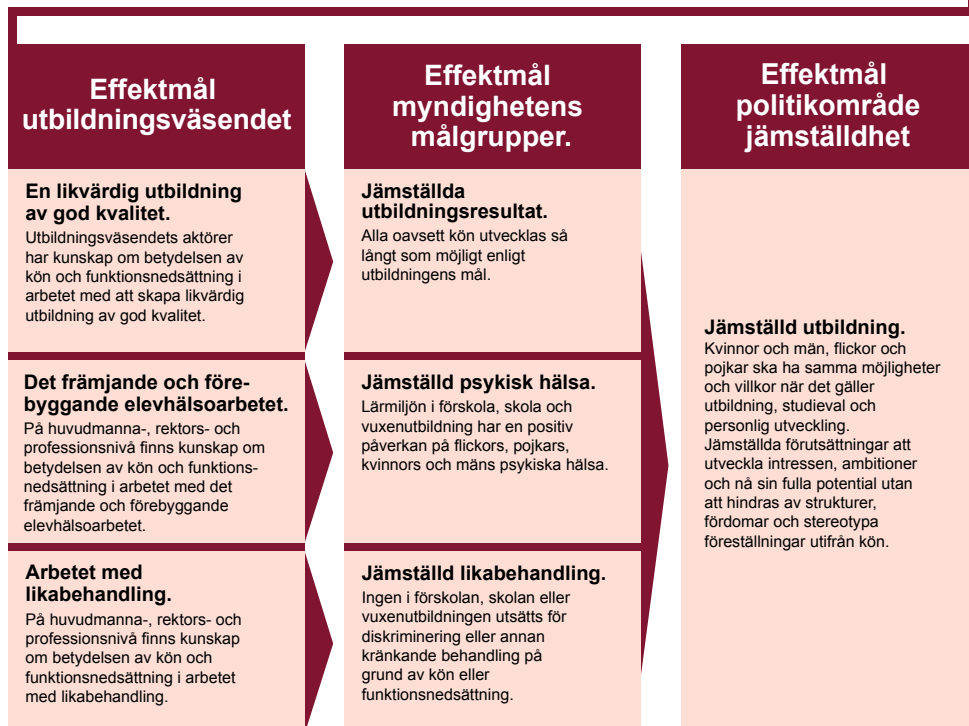 Effektmål
utbildningsväsendet
En likvärdig utbildning
av god kvalitet.
Utbildningsväsendets aktörer
har kunskap om betydelsen av
kön och funktionsnedsättning i
arbetet med att skapa likvärdig
utbildning av god kvalitet.
Det främjande och före-
byggande elevhälsoarbetet.
På huvudmanna-, rektors- och
professionsnivå finns kunskap om
betydelsen av kön och funktions-
nedsättning i arbetet med det
främjande och förebyggande
elevhälsoarbetet.
Arbetet med
likabehandling.
På huvudmanna-, rektors- och
professionsnivå finns kunskap
om betydelsen av kön och
funktionsnedsättning i arbetet
med likabehandling.
Effektmål
myndighetens
målgrupper.
Jämställda
utbildningsresultat.
Alla oavsett kön utvecklas så
långt som möjligt enligt
utbildningens mål.
Jämställd psykisk hälsa.
Lärmiljön i förskola, skola och
vuxenutbildning har en positiv
påverkan på flickors, pojkars,
kvinnors och mäns psykiska hälsa.
Jämställd likabehandling.
Ingen i förskolan, skolan eller
vuxenutbildningen utsätts för
diskriminering eller annan
kränkande behandling på
grund av kön eller
funktionsnedsättning.
Effektmål
politikområde
jämställdhet
Jämställd utbildning.
Kvinnor och män, flickor och
pojkar ska ha samma möjligheter
och villkor när det gäller
utbildning, studieval och
personlig utveckling.
Jämställda förutsättningar att
utveckla intressen, ambitioner
och nå sin fulla potential utan
att hindras av strukturer,
fördomar och stereotypa
föreställningar utifrån kön.